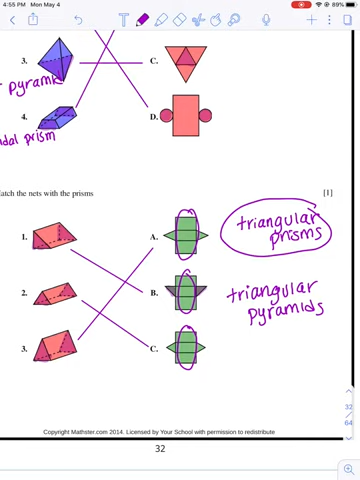 4:55 PM Mon May 4
89%
3.
C.
pyramid
4.
D.
dal prism
latch the nets with the prisms
[1]
triangular
prisms
1.
A.
2.
B.
triangular
pyramids
3.
C.
32
64
Copyright Mathster.com 2014. Licensed by Your School with permission to redistribute
32